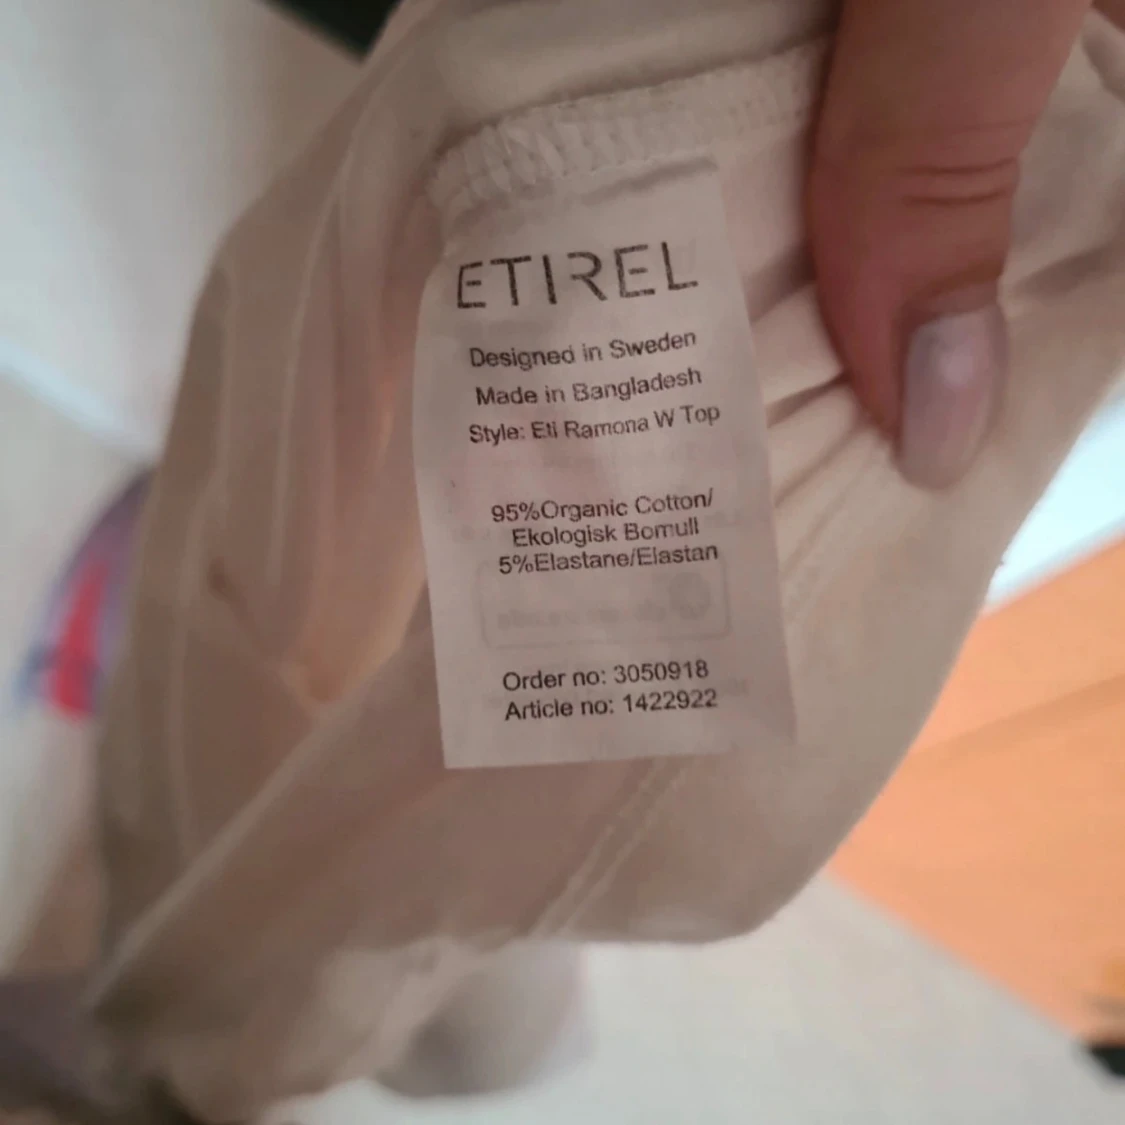 ETIREL
Designed in Sweden
Made in Bangladesh
Style: Eti Ramona W Top
95%Organic Cotton/
Ekologisk Bomull
5%Elastane/Elastan
Order no: 3050918
Article no: 1422922